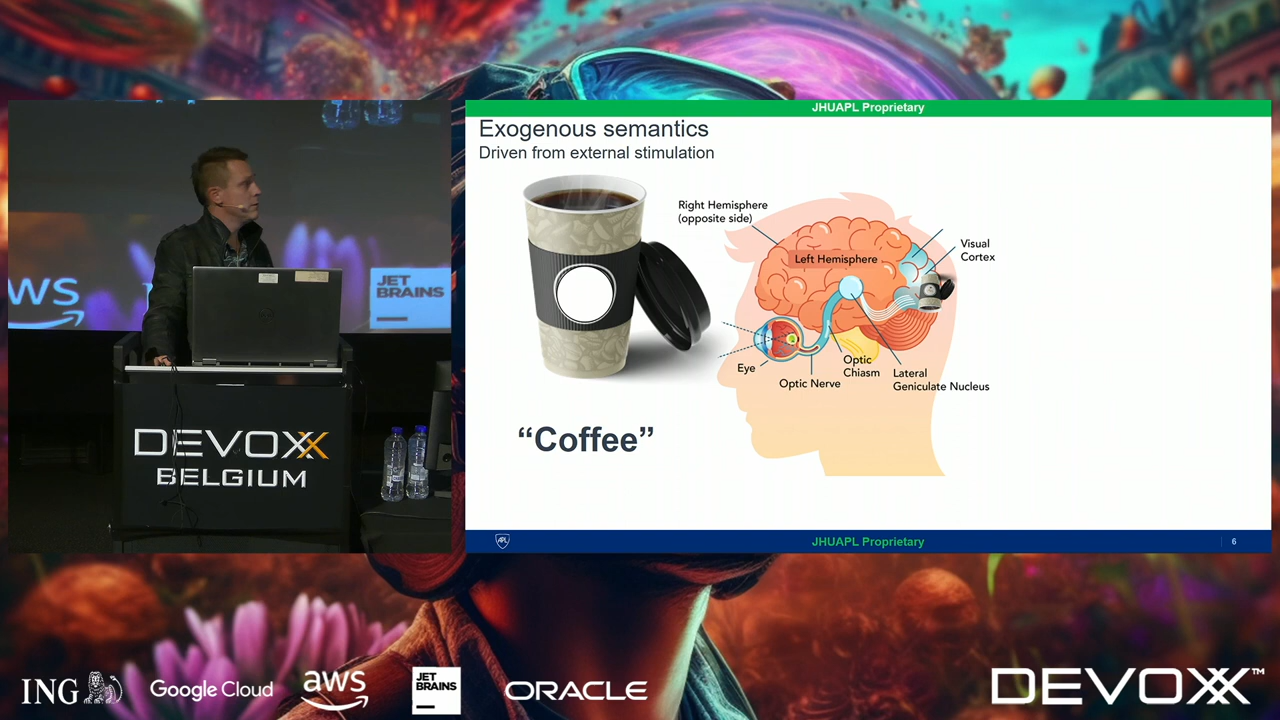 JHUAPL Proprietary
Exogenous semantics
Driven from external stimulation
Right Hemisphere
(opposite side)
Left Hemisphere
Visual
Cortex
Eye
Optic Nerve
Optic
Chiasm
Lateral
Geniculate Nucleus
“Coffee”
APL
JHUAPL Proprietary
6
JET
BRAINS
DEVOXX
BELGIUM
ING
Google Cloud
aws
JET
BRAINS
ORACLE
DEVOXX™